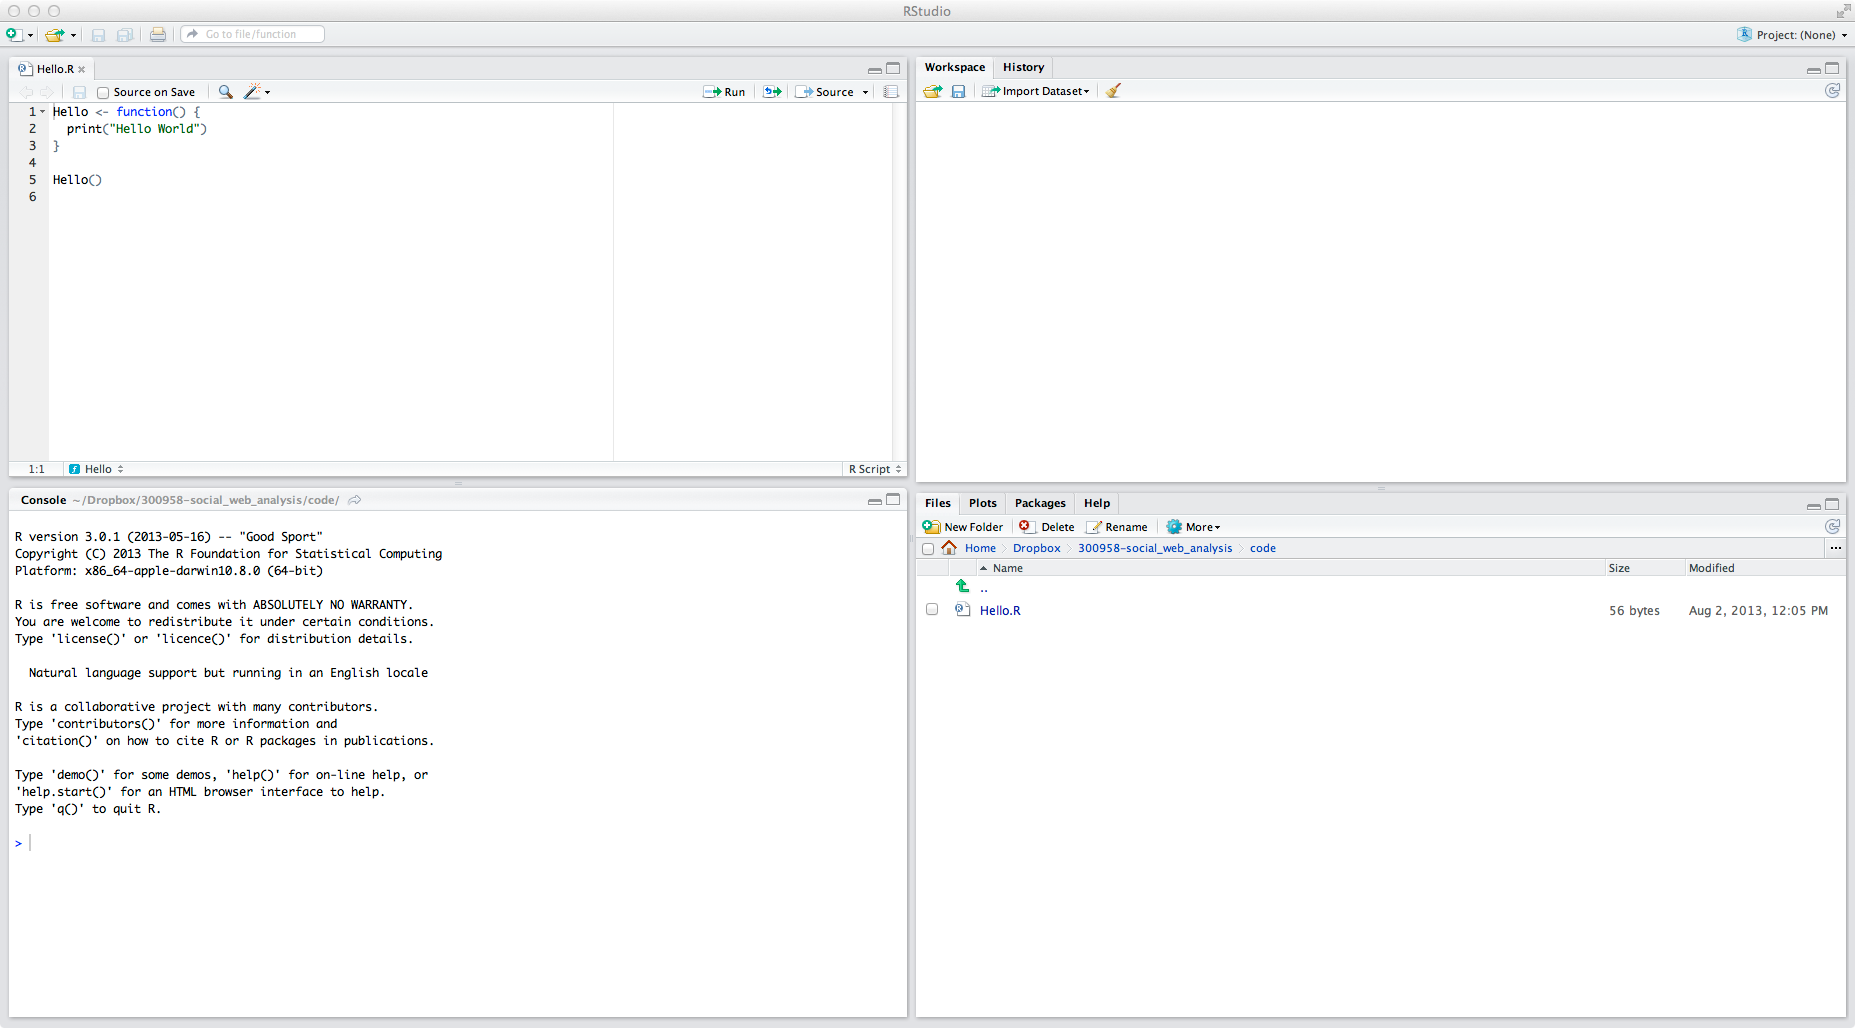 RStudio
Go to file/function
Project: (None)
Hello.R
Source on Save
Run
Source
1 Hello <- function() {
2   print("Hello World")
3 }
4
5 Hello()
6
1:1 Hello R Script
Console ~/Dropbox/300958-social_web_analysis/code/
R version 3.0.1 (2013-05-16) -- "Good Sport"
Copyright (C) 2013 The R Foundation for Statistical Computing
Platform: x86_64-apple-darwin10.8.0 (64-bit)
R is free software and comes with ABSOLUTELY NO WARRANTY.
You are welcome to redistribute it under certain conditions.
Type 'license()' or 'licence()' for distribution details.
  Natural language support but running in an English locale
R is a collaborative project with many contributors.
Type 'contributors()' for more information and
'citation()' on how to cite R or R packages in publications.
Type 'demo()' for some demos, 'help()' for on-line help, or
'help.start()' for an HTML browser interface to help.
Type 'q()' to quit R.
>
Workspace History
Import Dataset
Files Plots Packages Help
New Folder Delete Rename More
Home Dropbox 300958-social_web_analysis code ...
Name Size Modified
..
Hello.R 56 bytes Aug 2, 2013, 12:05 PM